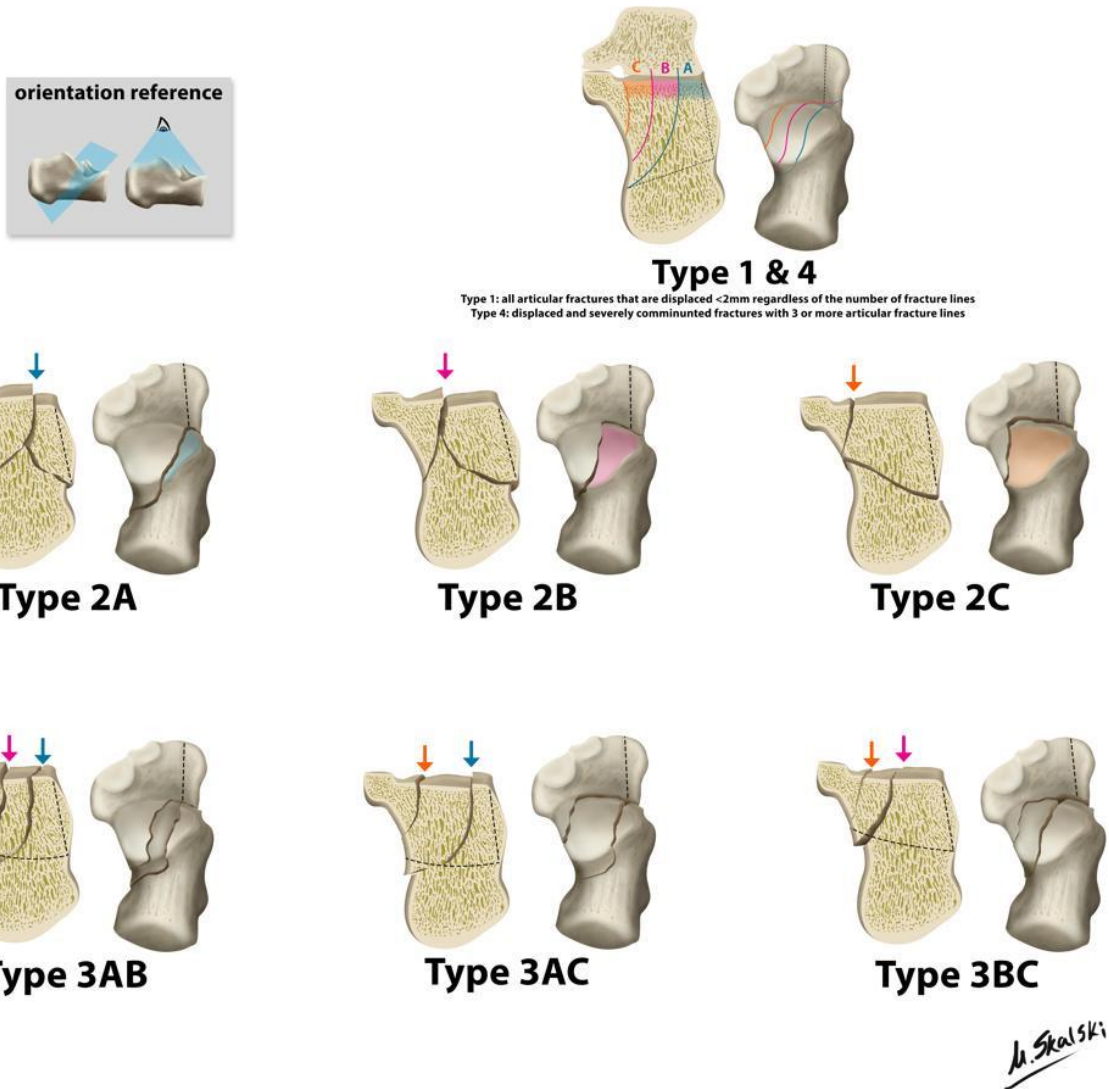 orientation reference
C B A
Type 1 & 4
Type 1: all articular fractures that are displaced <2mm regardless of the number of fracture lines
Type 4: displaced and severely comminunted fractures with 3 or more articular fracture lines
Type 2A
Type 2B
Type 2C
Type 3AB
Type 3AC
Type 3BC
M. Skalski